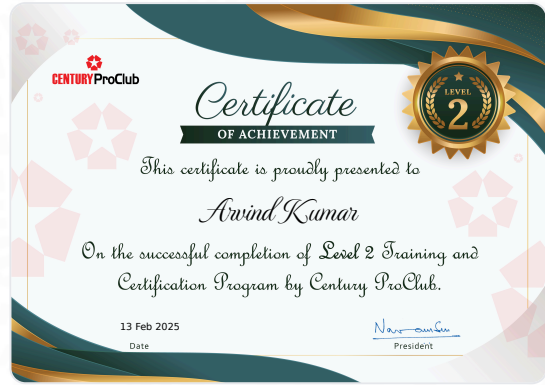 CENTURY ProClub
Certificate
OF ACHIEVEMENT
LEVEL
2
This certificate is proudly presented to
Arvind Kumar
On the successful completion of Level 2 Training and
Certification Program by Century ProClub.
13 Feb 2025
Date
President